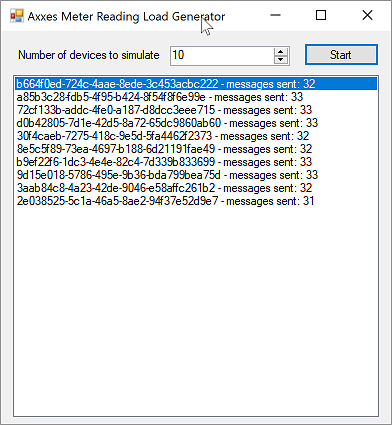 Axxes Meter Reading Load Generator
Number of devices to simulate 10 Start
b664f0ed-724c-4aae-8ede-3c453acbc222 - messages sent: 32
a85b3c28-fdb5-4f95-b424-8f54f8f6e99e - messages sent: 33
72cf133b-addc-4fe0-a187-d8dcc3eee715 - messages sent: 33
d0b42805-7d1e-42d5-8a72-65dc9860ab60 - messages sent: 33
30f4caeb-7275-418c-9e5d-5fa4462f2373 - messages sent: 32
8e5c5f89-73ea-4697-b188-6d21191fae49 - messages sent: 32
b9ef22f6-1dc3-4e4e-82c4-7d339b833699 - messages sent: 33
9d15e018-5786-495e-9b36-bda799bea75d - messages sent: 33
3aab84c8-4a23-42de-9046-e58affc261b2 - messages sent: 32
2e038525-5c1a-46a5-8ae2-94f37e52d9e7 - messages sent: 31